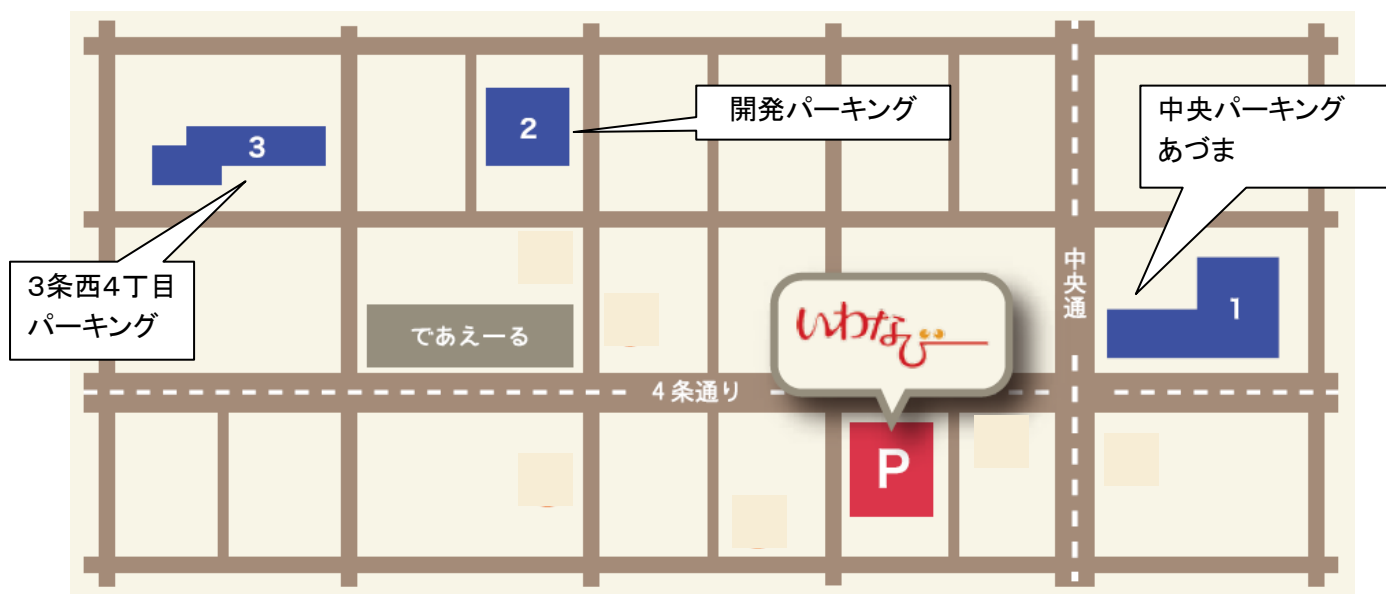 開発パーキング
中央パーキング
あづま
2
3
3条西4丁目
パーキング
中央通
1
いわなび
であえーる
4条通り
P